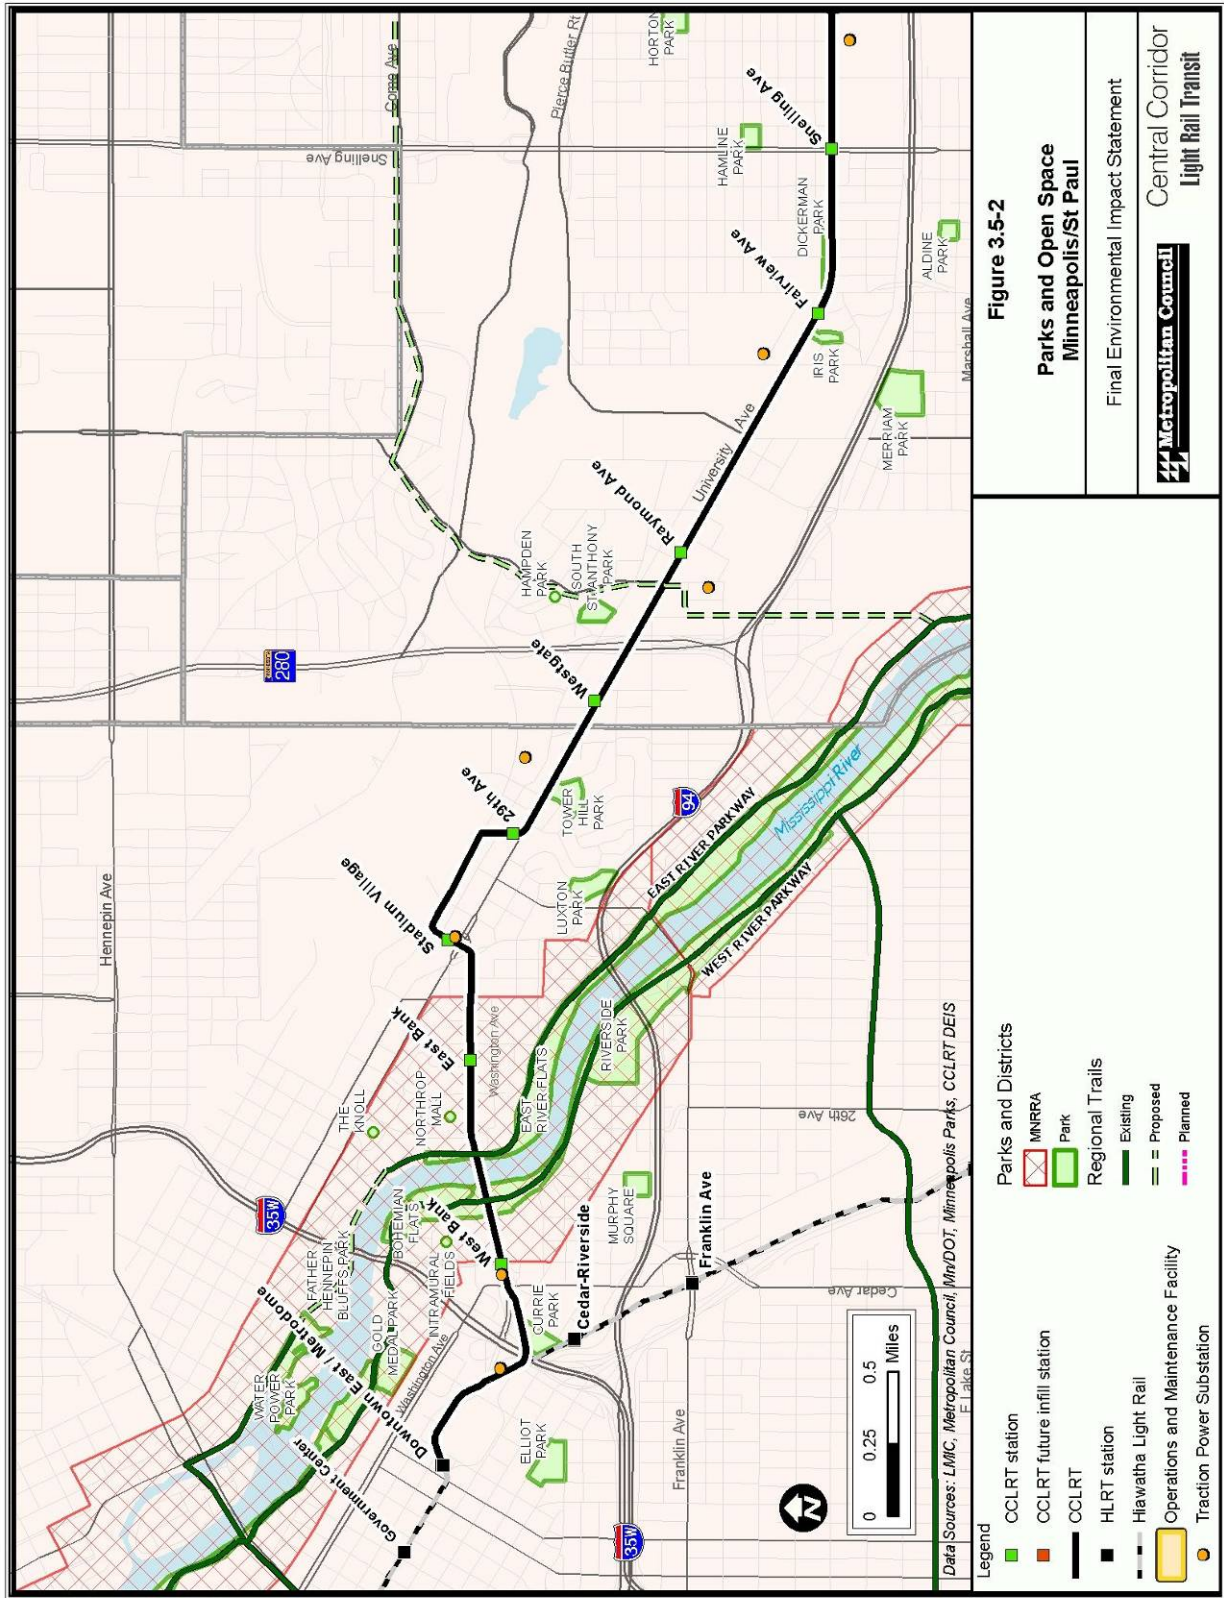 Hennepin Ave
Snelling Ave
Como Ave
Pierce Butler Rt
280
35W
THE
KNOLL
NORTHROP
MALL
East Bank
Stadium Village
29th Ave
Westgate
HAMPDEN
PARK
SOUTH
ST ANTHONY
PARK
Raymond Ave
University Ave
HORTON
PARK
HAMLINE
PARK
Snelling Ave
DICKERMAN
PARK
Fairview Ave
IRIS
PARK
ALDINE
PARK
MERRIAM
PARK
Marshall Ave
WATER
POWER
PARK
FATHER
HENNEPIN
BLUFFS PARK
Downtown East / Metrodome
Government Center
GOLD
MEDAL PARK
BOHEMIAN
FLATS
INTRAMURAL
FIELDS
West Bank
Washington Ave
Washington Ave
EAST
RIVER FLATS
TOWER
HILL
PARK
LUXTON
PARK
94
EAST RIVER PARKWAY
Mississippi River
WEST RIVER PARKWAY
RIVERSIDE
PARK
MURPHY
SQUARE
CURRIE
PARK
Cedar-Riverside
ELLIOT
PARK
35W
Franklin Ave
Franklin Ave
26th Ave
Cedar Ave
E Lake St
N
0 0.25 0.5
Miles
Data Sources: LMIC, Metropolitan Council, Mn/DOT, Minneapolis Parks, CCLRT DEIS
Legend
CCLRT station
CCLRT future infill station
CCLRT
HLRT station
Hiawatha Light Rail
Operations and Maintenance Facility
Traction Power Substation
Parks and Districts
MNRRA
Park
Regional Trails
Existing
Proposed
Planned
Figure 3.5-2
Parks and Open Space
Minneapolis/St Paul
Final Environmental Impact Statement
Metropolitan Council
Central Corridor
Light Rail Transit